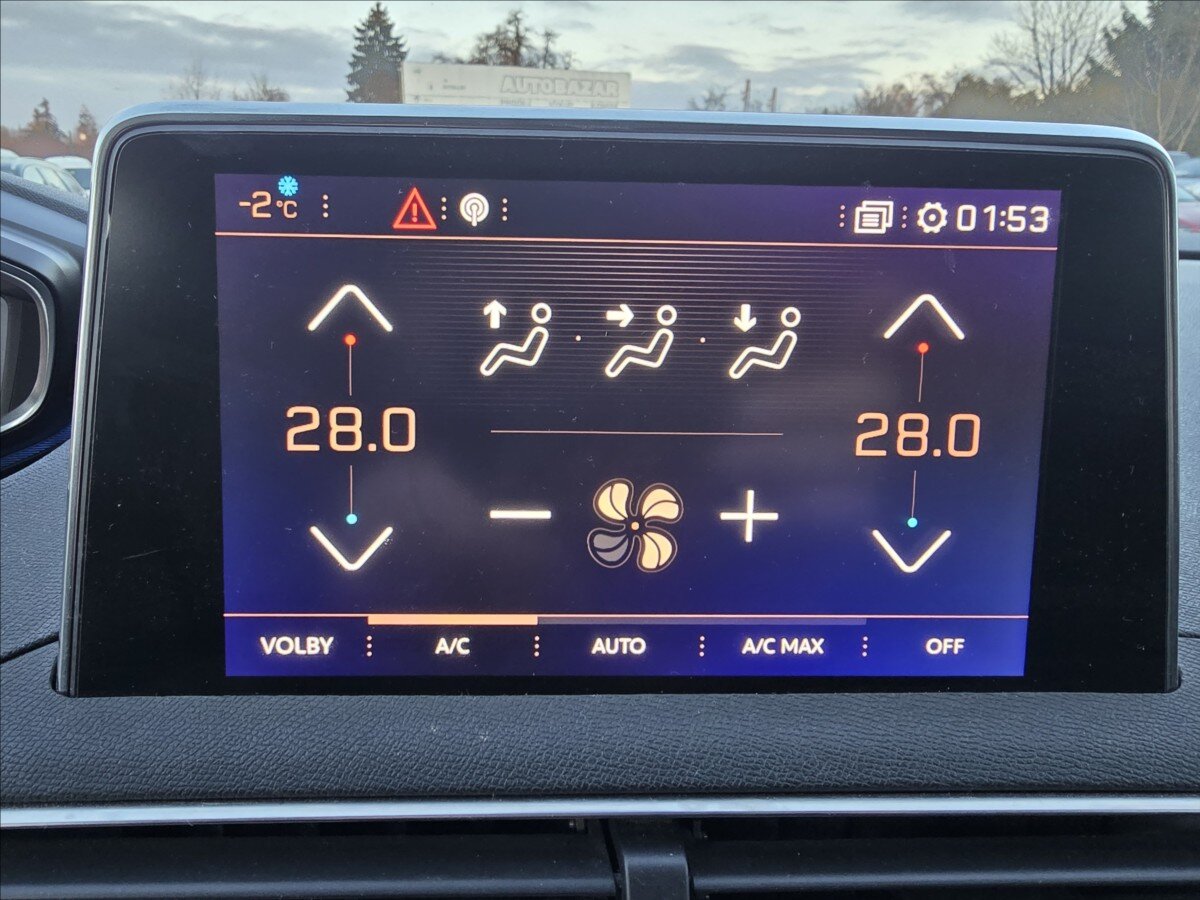 AUTOBAZAR
-2°C 01:53
28.0 28.0
VOLBY A/C AUTO A/C MAX OFF